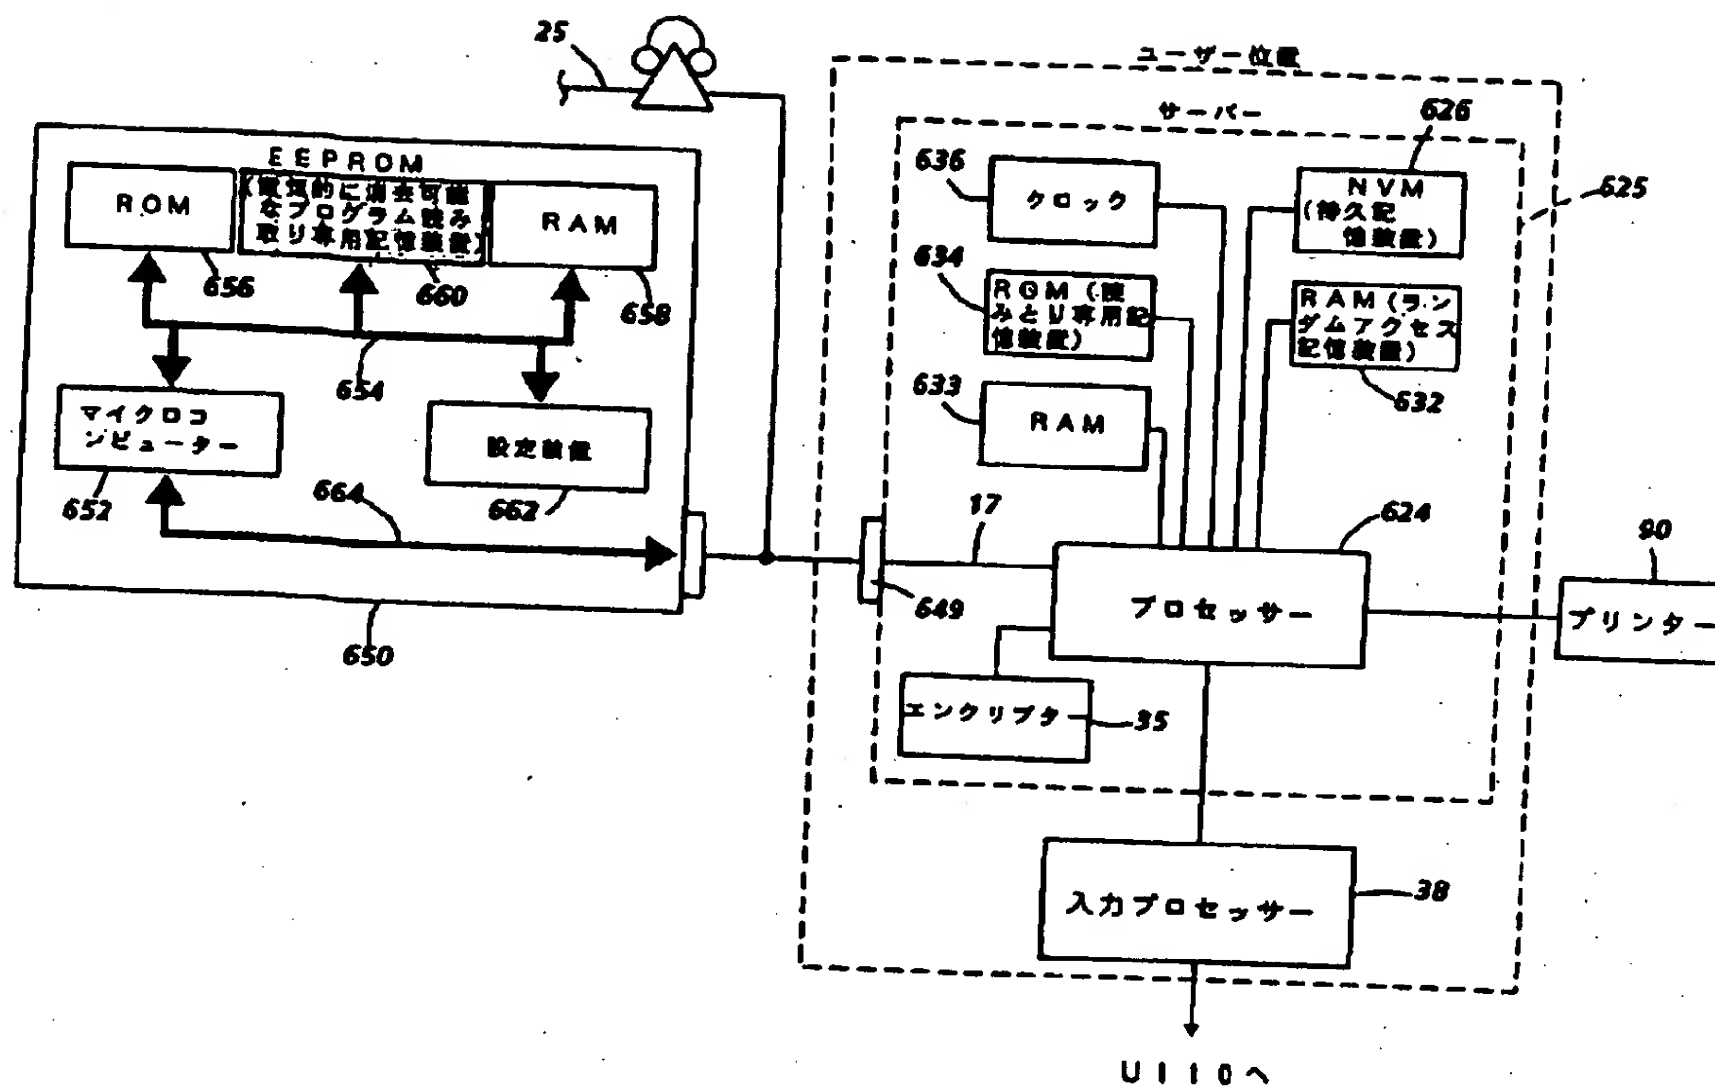 25
ユーザー位置
サーバー
626
625
EEPROM
ROM
(電気的に消去可能
なプログラム読み
取り専用記憶装置)
RAM
656
660
658
654
マイクロコ
ンピューター
652
設定装置
662
664
650
636
クロック
NVM
(持久記
憶装置)
634
ROM(読
みとり専用記
憶装置)
RAM(ラン
ダムアクセス
記憶装置)
632
633
RAM
17
624
プロセッサー
649
90
プリンター
エンクリプター
35
入力プロセッサー
38
UI10へ